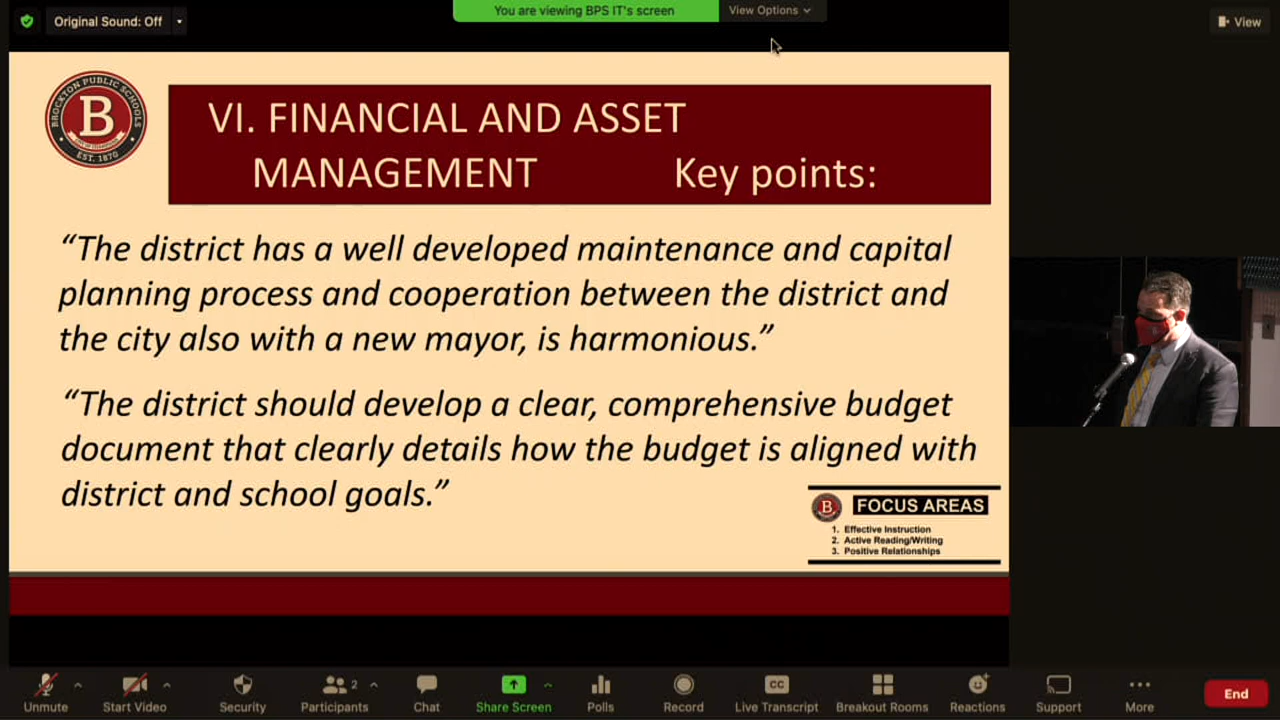 Original Sound: Off
You are viewing BPS IT's screen
View Options
View
BROCKTON PUBLIC SCHOOLS
B
EST. 1870
VI. FINANCIAL AND ASSET
MANAGEMENT Key points:
“The district has a well developed maintenance and capital
planning process and cooperation between the district and
the city also with a new mayor, is harmonious.”
“The district should develop a clear, comprehensive budget
document that clearly details how the budget is aligned with
district and school goals.”
B
FOCUS AREAS
1. Effective Instruction
2. Active Reading/Writing
3. Positive Relationships
Unmute
Start Video
Security
2
Participants
Chat
Share Screen
Polls
Record
CC
Live Transcript
Breakout Rooms
Reactions
Support
More
End